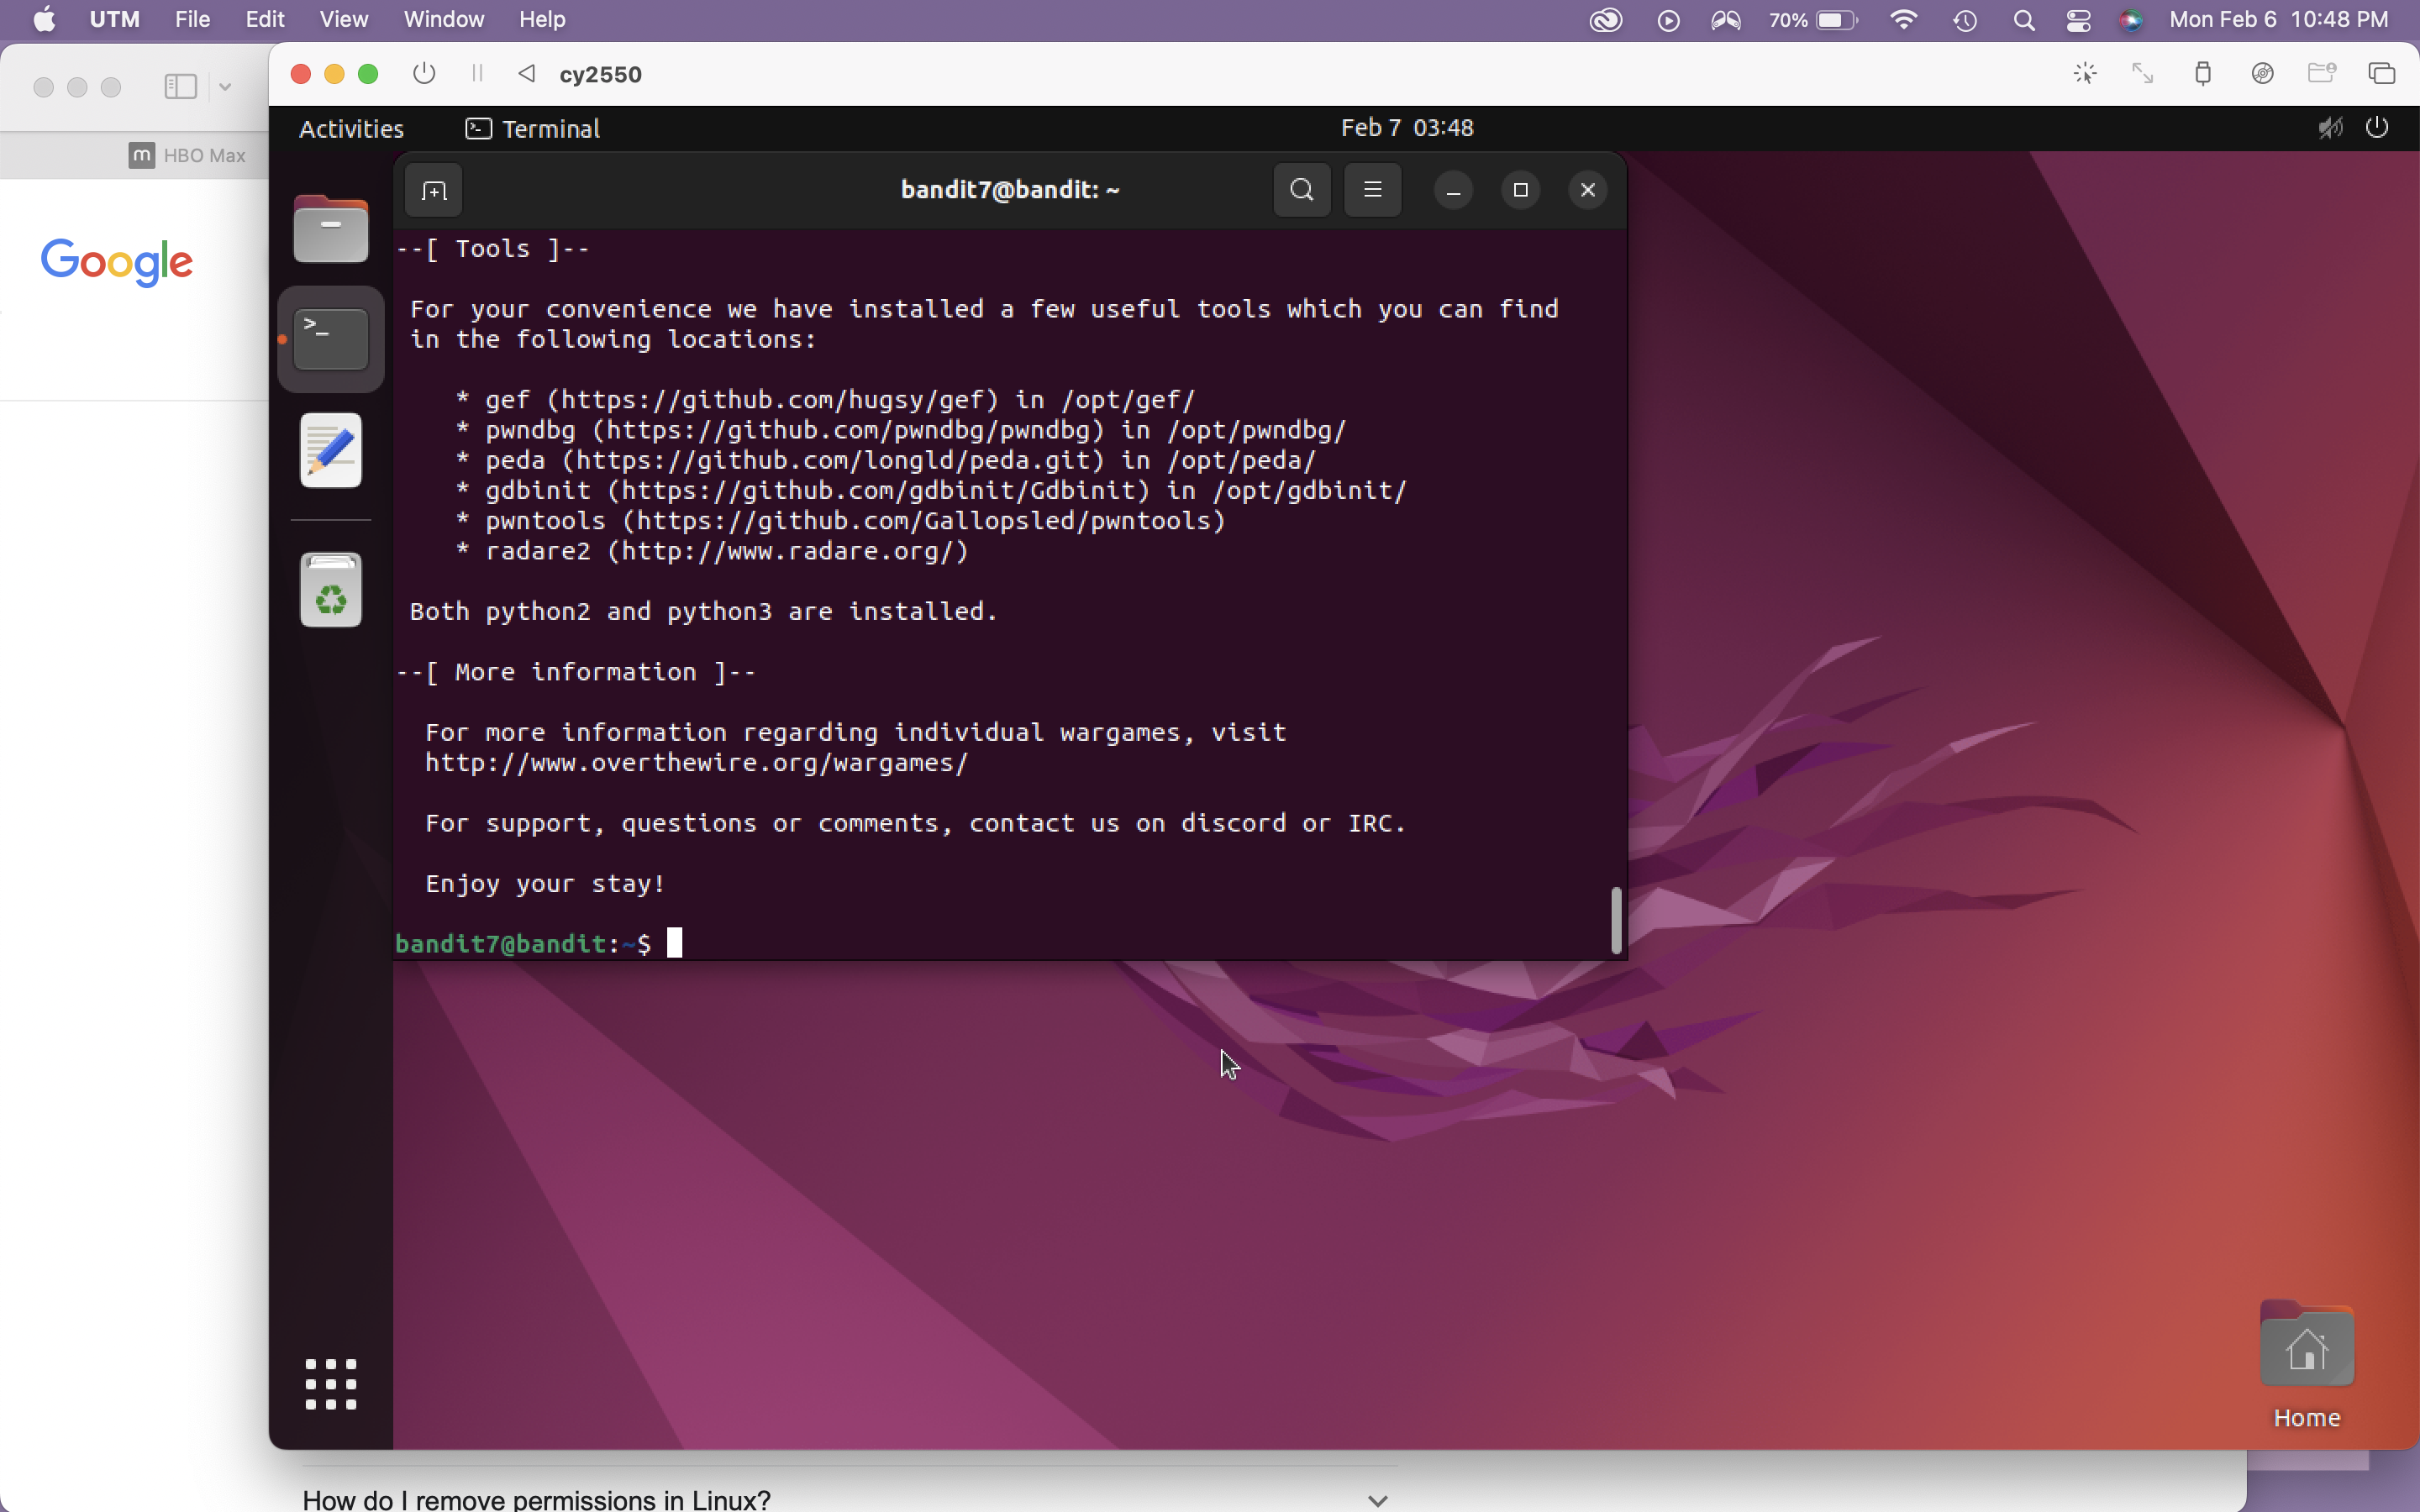 UTM File Edit View Window Help 70% Mon Feb 6 10:48 PM
cy2550
Activities Terminal Feb 7 03:48
m HBO Max
bandit7@bandit: ~
Google
--[ Tools ]--
For your convenience we have installed a few useful tools which you can find
in the following locations:
* gef (https://github.com/hugsy/gef) in /opt/gef/
* pwndbg (https://github.com/pwndbg/pwndbg) in /opt/pwndbg/
* peda (https://github.com/longld/peda.git) in /opt/peda/
* gdbinit (https://github.com/gdbinit/Gdbinit) in /opt/gdbinit/
* pwntools (https://github.com/Gallopsled/pwntools)
* radare2 (http://www.radare.org/)
Both python2 and python3 are installed.
--[ More information ]--
For more information regarding individual wargames, visit
http://www.overthewire.org/wargames/
For support, questions or comments, contact us on discord or IRC.
Enjoy your stay!
bandit7@bandit:~$
Home
How do I remove permissions in Linux?